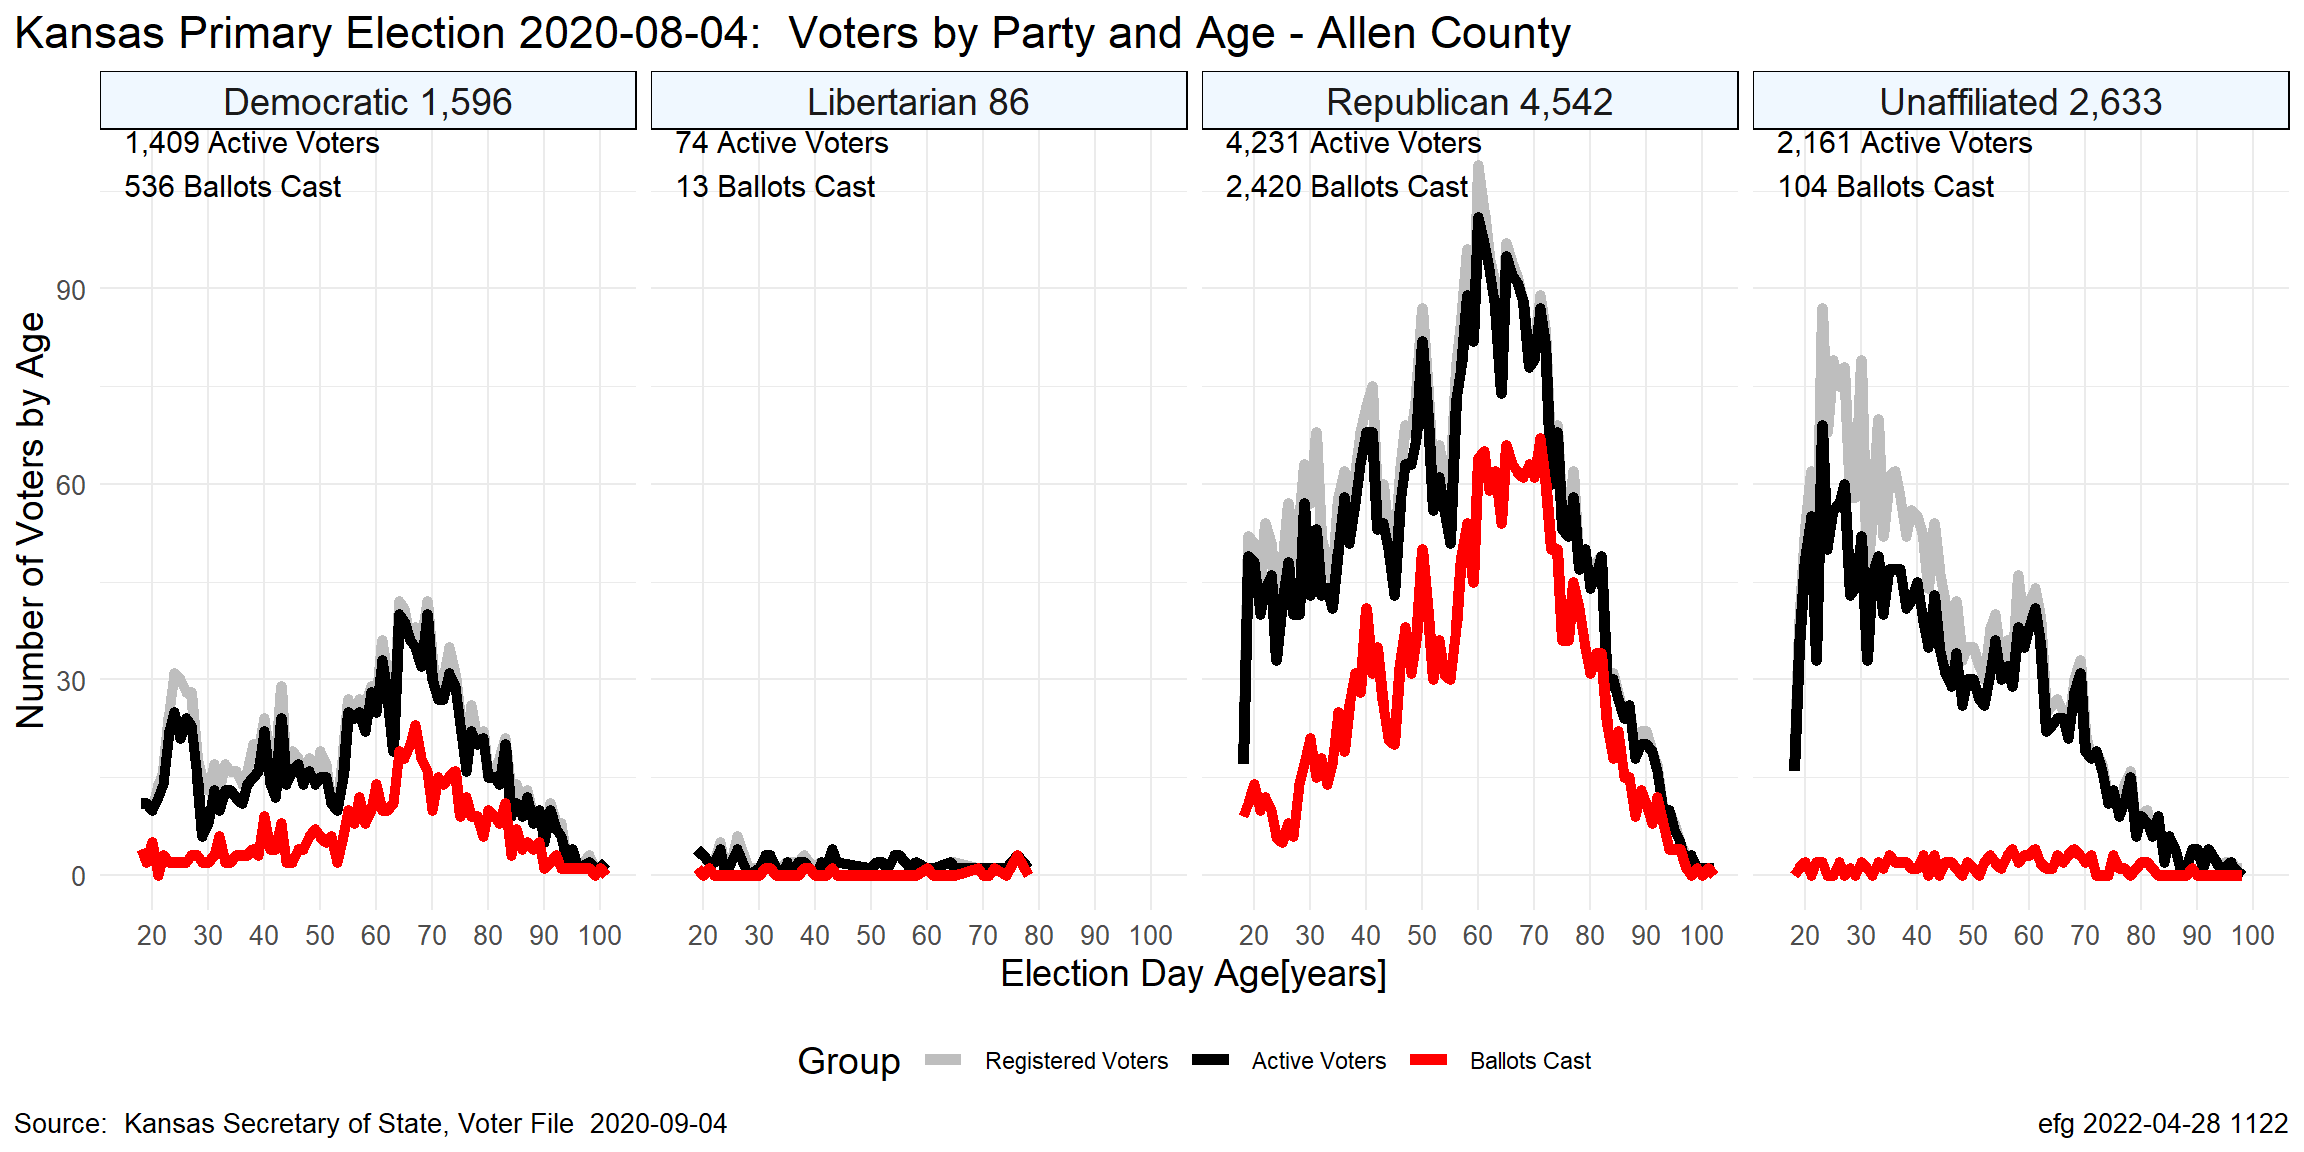 Kansas Primary Election 2020-08-04:  Voters by Party and Age - Allen County
Democratic 1,596
Libertarian 86
Republican 4,542
Unaffiliated 2,633
1,409 Active Voters
536 Ballots Cast
74 Active Voters
13 Ballots Cast
4,231 Active Voters
2,420 Ballots Cast
2,161 Active Voters
104 Ballots Cast
Number of Voters by Age
90
60
30
0
20 30 40 50 60 70 80 90 100
20 30 40 50 60 70 80 90 100
20 30 40 50 60 70 80 90 100
20 30 40 50 60 70 80 90 100
Election Day Age[years]
Group Registered Voters Active Voters Ballots Cast
Source:  Kansas Secretary of State, Voter File  2020-09-04
efg 2022-04-28 1122